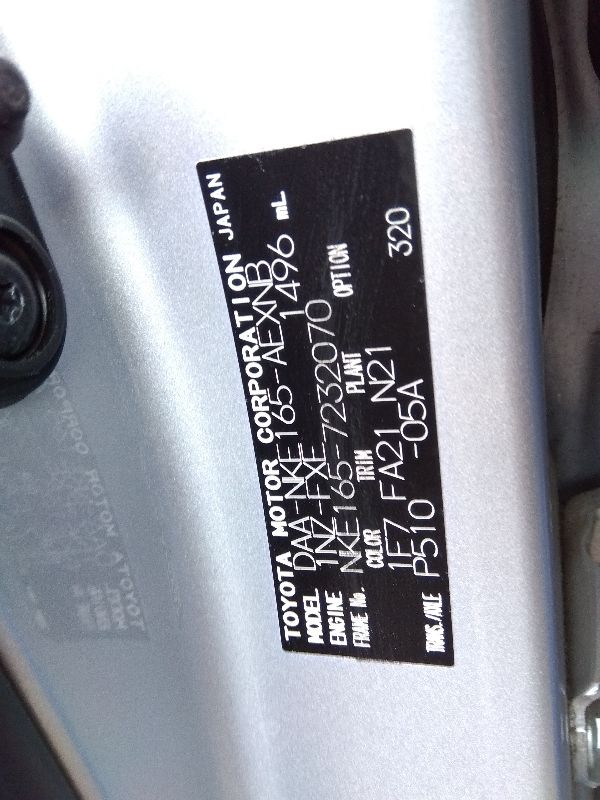 TOYOTA MOTOR CORPORATION JAPAN
MODEL DAA-NKE165-AEXNB
ENGINE 1NZ-FXE 1496 mL
FRAME No. NKE165-7232070
COLOR TRIM PLANT OPTION
1F7 FA21 N21
TRANS./AXLE P510 -05A 320